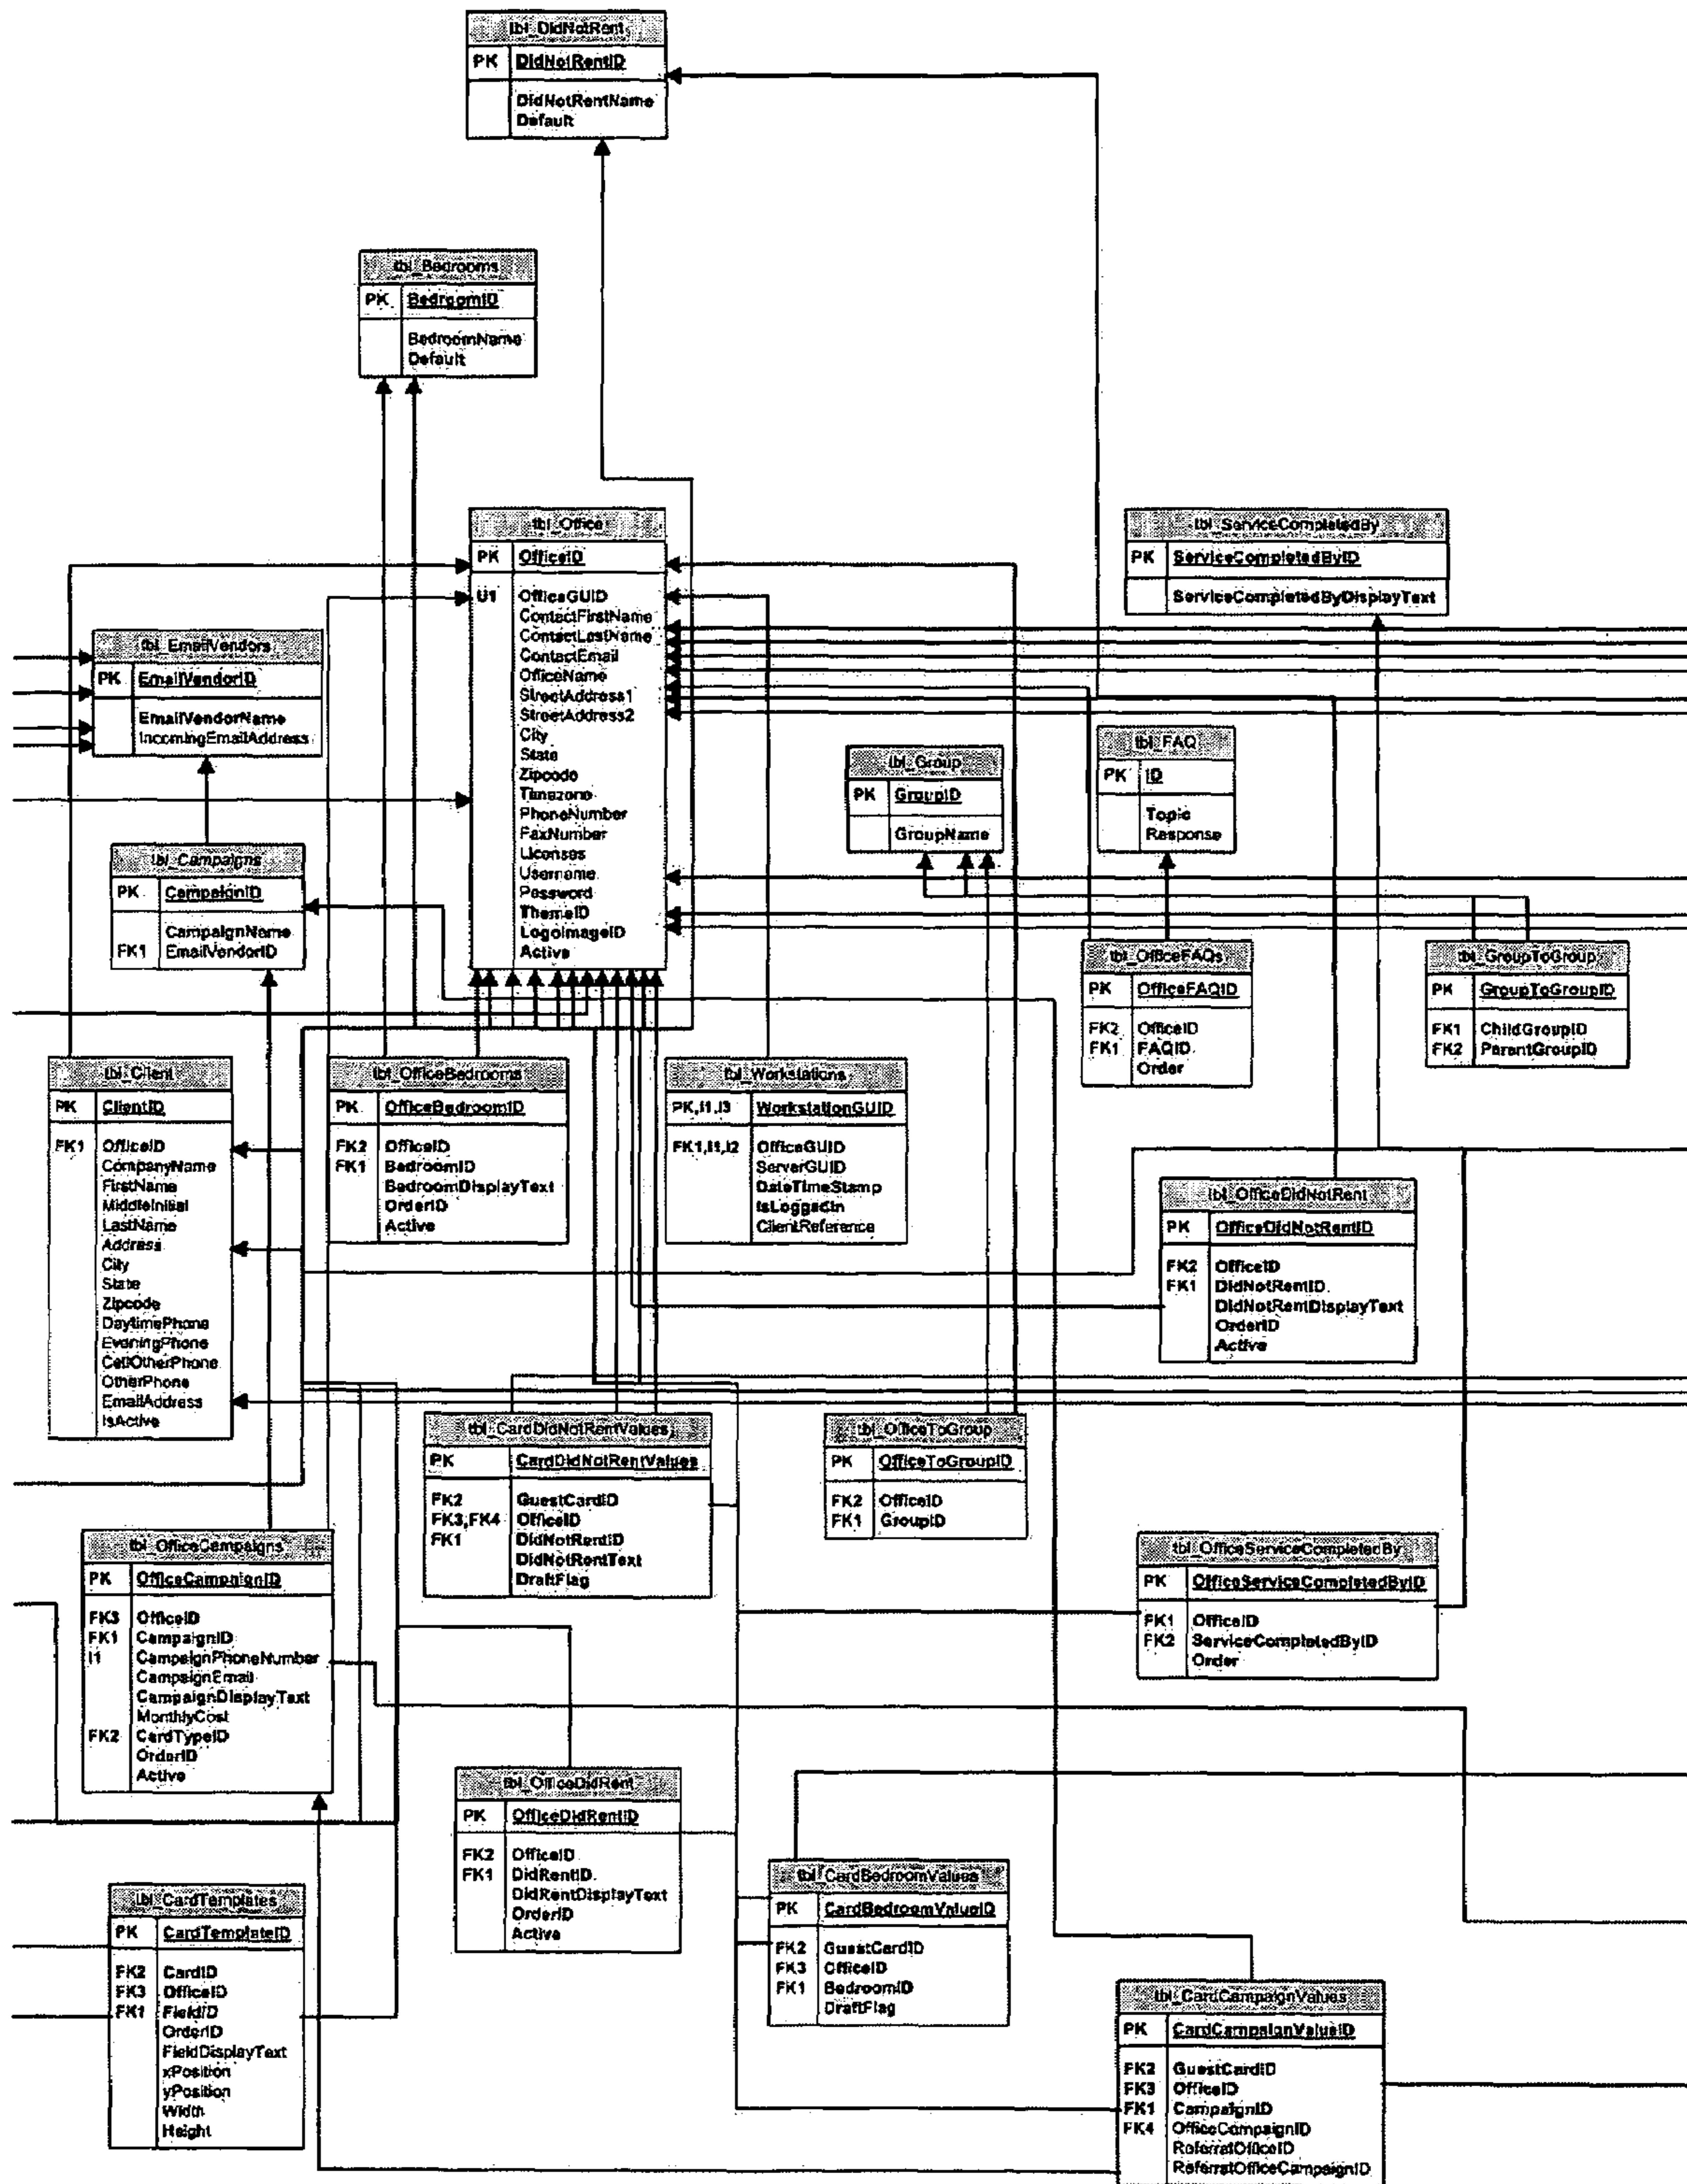 tbl_DidNotRent
PK DidNotRentID
DidNotRentName
Default
tbl_Bedrooms
PK BedroomID
BedroomName
Default
tbl_Office
PK OfficeID
U1 OfficeGUID
ContactFirstName
ContactLastName
ContactEmail
OfficeName
StreetAddress1
StreetAddress2
City
State
Zipcode
Timezone
PhoneNumber
FaxNumber
Licenses
Username
Password
ThemeID
LogoImageID
Active
tbl_ServiceCompletedBy
PK ServiceCompletedByID
ServiceCompletedByDisplayText
tbl_EmailVendors
PK EmailVendorID
EmailVendorName
IncomingEmailAddress
tbl_Group
PK GroupID
GroupName
tbl_FAQ
PK ID
Topic
Response
tbl_Campaigns
PK CampaignID
CampaignName
FK1 EmailVendorID
tbl_OfficeFAQs
PK OfficeFAQID
FK2 OfficeID
FK1 FAQID
Order
tbl_GroupToGroup
PK GroupToGroupID
FK1 ChildGroupID
FK2 ParentGroupID
tbl_Client
PK ClientID
FK1 OfficeID
CompanyName
FirstName
MiddleInitial
LastName
Address
City
State
Zipcode
DaytimePhone
EveningPhone
CellOtherPhone
OtherPhone
EmailAddress
IsActive
tbl_OfficeBedrooms
PK OfficeBedroomID
FK2 OfficeID
FK1 BedroomID
BedroomDisplayText
OrderID
Active
tbl_Workstations
PK,I1,I3 WorkstationGUID
FK1,I1,I2 OfficeGUID
ServerGUID
DateTimeStamp
IsLoggedIn
ClientReference
tbl_OfficeDidNotRent
PK OfficeDidNotRentID
FK2 OfficeID
FK1 DidNotRentID
DidNotRentDisplayText
OrderID
Active
tbl_CardDidNotRentValues
PK CardDidNotRentValues
FK2 GuestCardID
FK3,FK4 OfficeID
FK1 DidNotRentID
DidNotRentText
DraftFlag
tbl_OfficeToGroup
PK OfficeToGroupID
FK2 OfficeID
FK1 GroupID
tbl_OfficeCampaigns
PK OfficeCampaignID
FK3 OfficeID
FK1 CampaignID
I1 CampaignPhoneNumber
CampaignEmail
CampaignDisplayText
MonthlyCost
FK2 CardTypeID
OrderID
Active
tbl_OfficeServiceCompletedBy
PK OfficeServiceCompletedByID
FK1 OfficeID
FK2 ServiceCompletedByID
Order
tbl_OfficeDidRent
PK OfficeDidRentID
FK2 OfficeID
FK1 DidRentID
DidRentDisplayText
OrderID
Active
tbl_CardBedroomValues
PK CardBedroomValueID
FK2 GuestCardID
FK3 OfficeID
FK1 BedroomID
DraftFlag
tbl_CardTemplates
PK CardTemplateID
FK2 CardID
FK3 OfficeID
FK1 FieldID
OrderID
FieldDisplayText
xPosition
yPosition
Width
Height
tbl_CardCampaignValues
PK CardCampaignValueID
FK2 GuestCardID
FK3 OfficeID
FK1 CampaignID
FK4 OfficeCampaignID
ReferralOfficeID
ReferralOfficeCampaignID